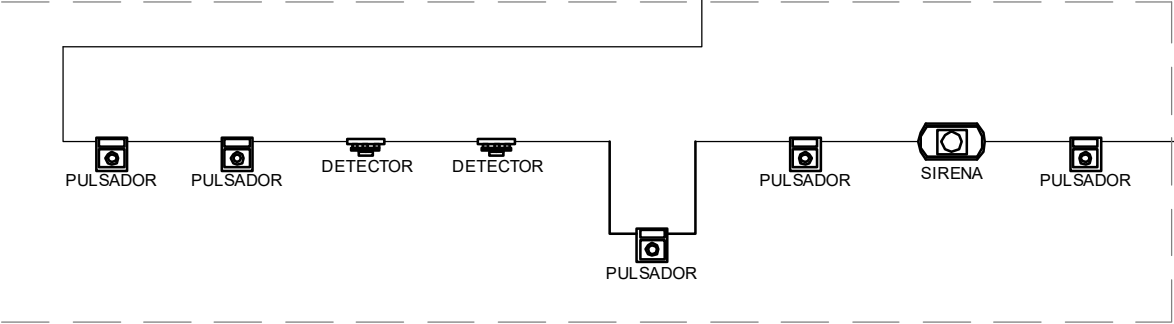 PULSADOR
PULSADOR
DETECTOR
DETECTOR
PULSADOR
SIRENA
PULSADOR
PULSADOR